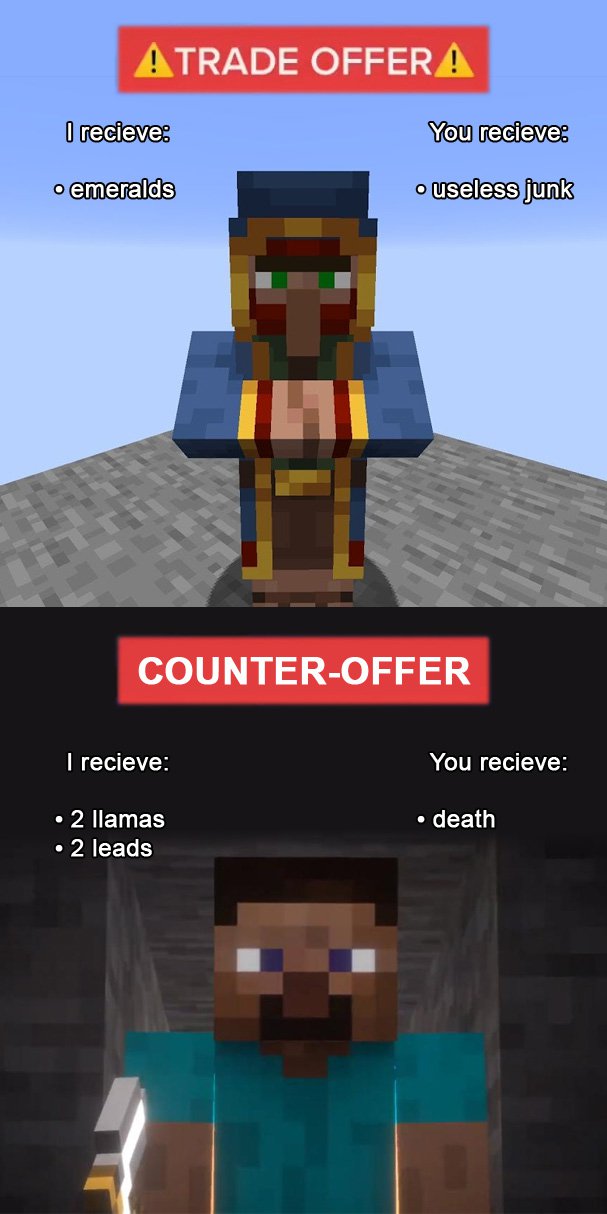 ⚠TRADE OFFER⚠
I recieve:
You recieve:
• emeralds
• useless junk
COUNTER-OFFER
I recieve:
You recieve:
• 2 llamas
• death
• 2 leads